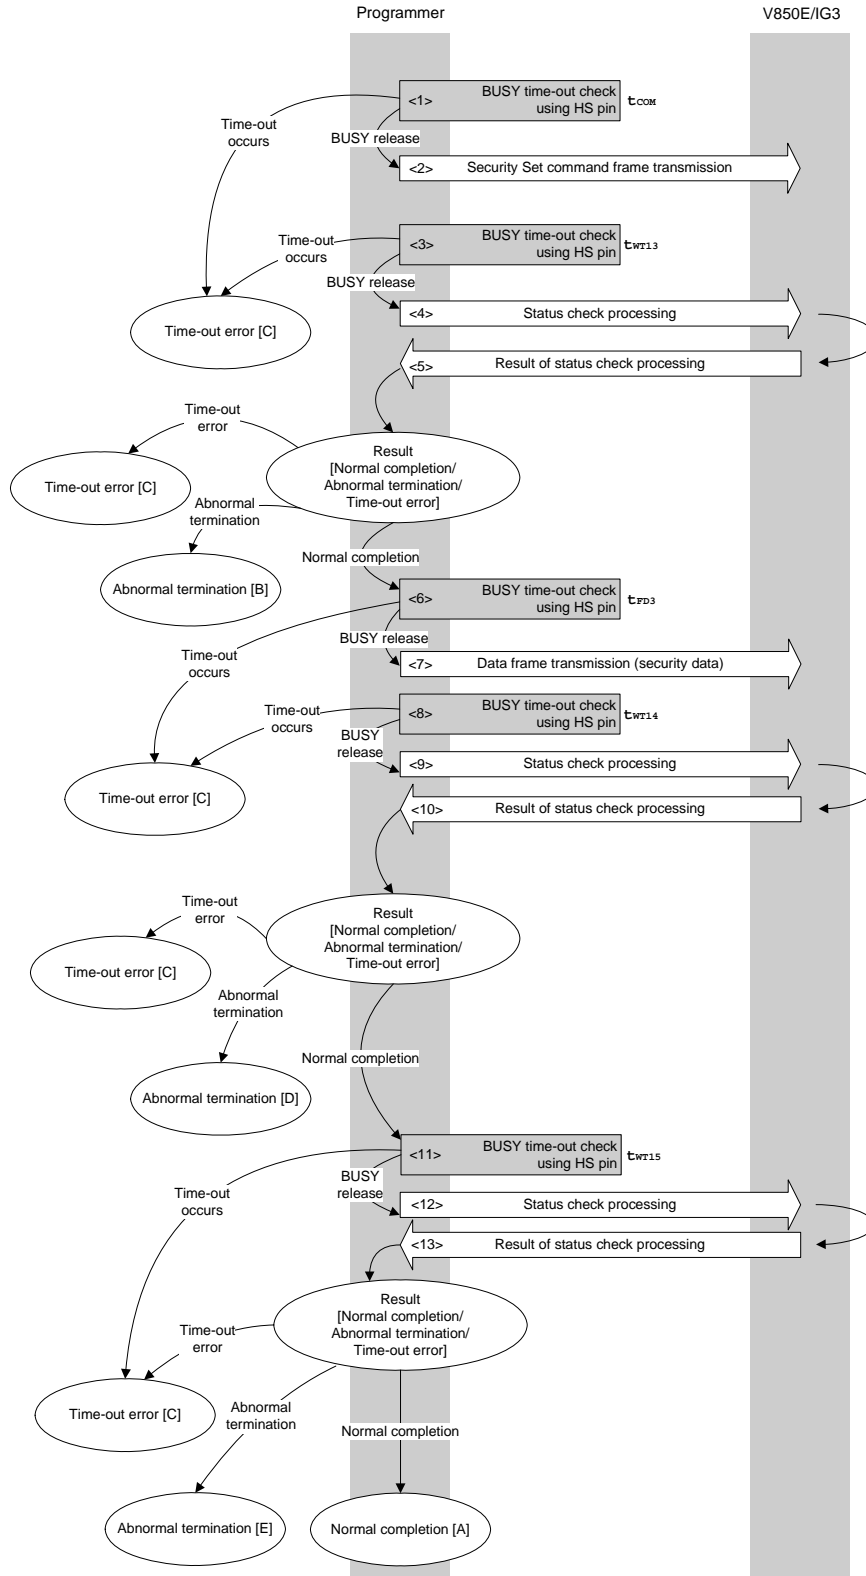 Programmer
V850E/IG3
<1>
BUSY time-out check
using HS pin
tCOM
Time-out
occurs
BUSY release
<2>
Security Set command frame transmission
<3>
BUSY time-out check
using HS pin
tWT13
Time-out
occurs
BUSY release
<4>
Status check processing
Time-out error [C]
<5>
Result of status check processing
Time-out
error
Result
[Normal completion/
Abnormal termination/
Time-out error]
Time-out error [C]
Abnormal
termination
Normal completion
Abnormal termination [B]
<6>
BUSY time-out check
using HS pin
tFD3
BUSY release
Time-out
occurs
<7>
Data frame transmission (security data)
<8>
BUSY time-out check
using HS pin
tWT14
Time-out
occurs
BUSY
release
<9>
Status check processing
Time-out error [C]
<10>
Result of status check processing
Time-out
error
Result
[Normal completion/
Abnormal termination/
Time-out error]
Time-out error [C]
Abnormal
termination
Normal completion
Abnormal termination [D]
<11>
BUSY time-out check
using HS pin
tWT15
BUSY
release
Time-out
occurs
<12>
Status check processing
<13>
Result of status check processing
Result
[Normal completion/
Abnormal termination/
Time-out error]
Time-out
error
Time-out error [C]
Abnormal
termination
Normal completion
Abnormal termination [E]
Normal completion [A]